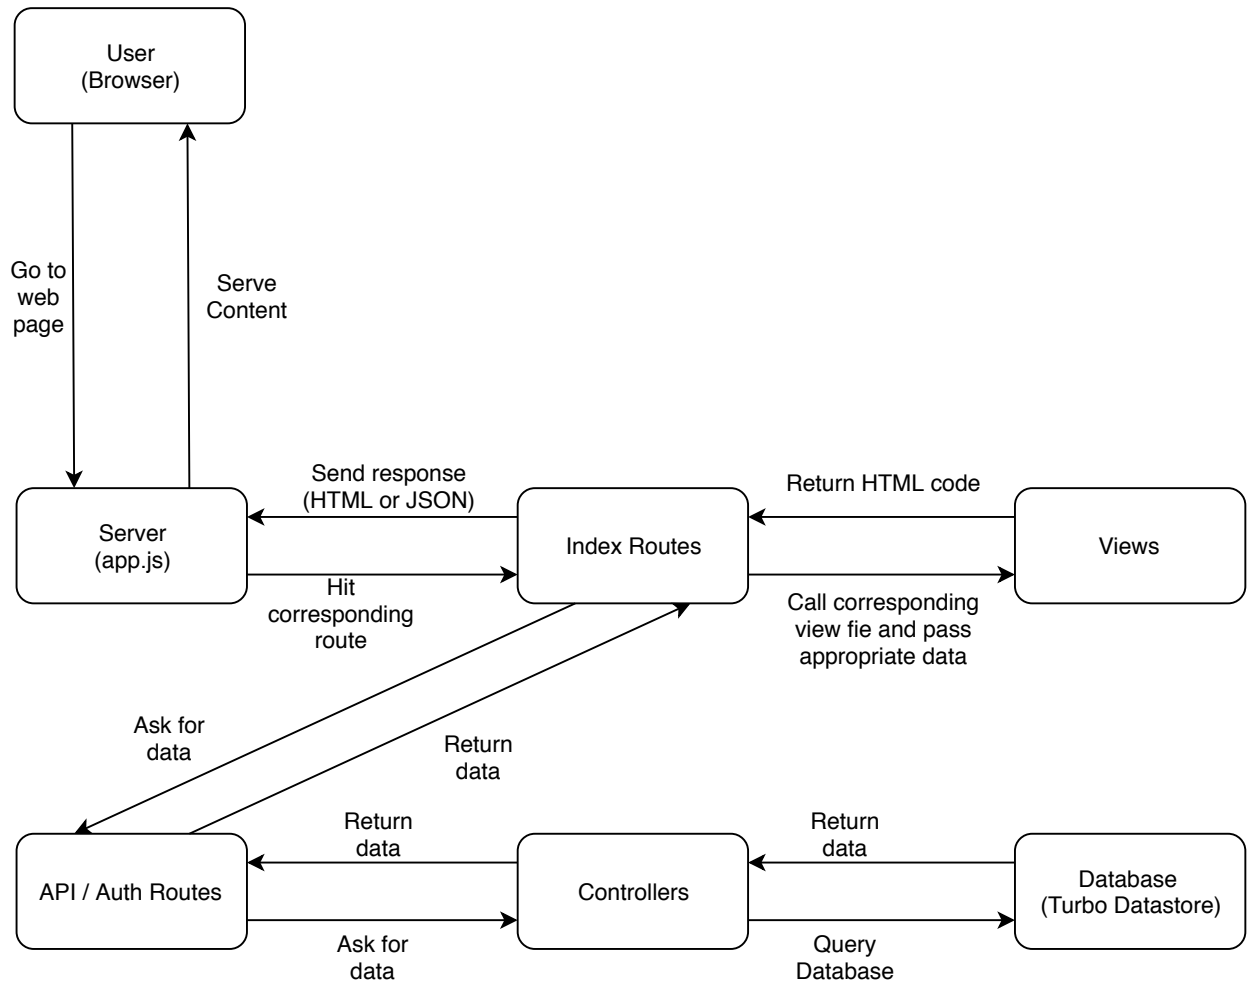 User
(Browser)
Go to
web
page
Serve
Content
Send response
(HTML or JSON)
Return HTML code
Server
(app.js)
Index Routes
Views
Hit
corresponding
route
Call corresponding
view fie and pass
appropriate data
Ask for
data
Return
data
Return
data
Return
data
API / Auth Routes
Controllers
Database
(Turbo Datastore)
Ask for
data
Query
Database